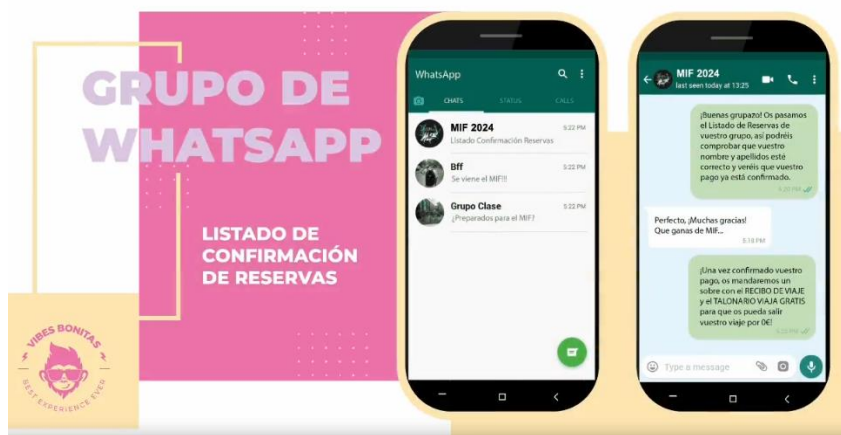 GRUPO DE
WHATSAPP
LISTADO DE
CONFIRMACIÓN
DE RESERVAS
VIBES BONITAS
BEST EXPERIENCE EVER
WhatsApp
CHATS STATUS CALLS
MIF 2024 5:22 PM
Listado Confirmación Reservas
Bff 5:22 PM
Se viene el MIF!!!
Grupo Clase 5:22 PM
¿Preparados para el MIF?
MIF 2024
last seen today at 13:25
¡Buenas grupazo! Os pasamos
el Listado de Reservas de
vuestro grupo, así podréis
comprobar que vuestro
nombre y apellidos esté
correcto y veréis que vuestro
pago ya está confirmado.
Perfecto, ¡Muchas gracias!
Que ganas de MIF...
5:18 PM
¡Una vez confirmado vuestro
pago, os mandaremos un
sobre con el RECIBO DE VIAJE
y el TALONARIO VIAJA GRATIS
para que os pueda salir
vuestro viaje por 0€!
Type a message